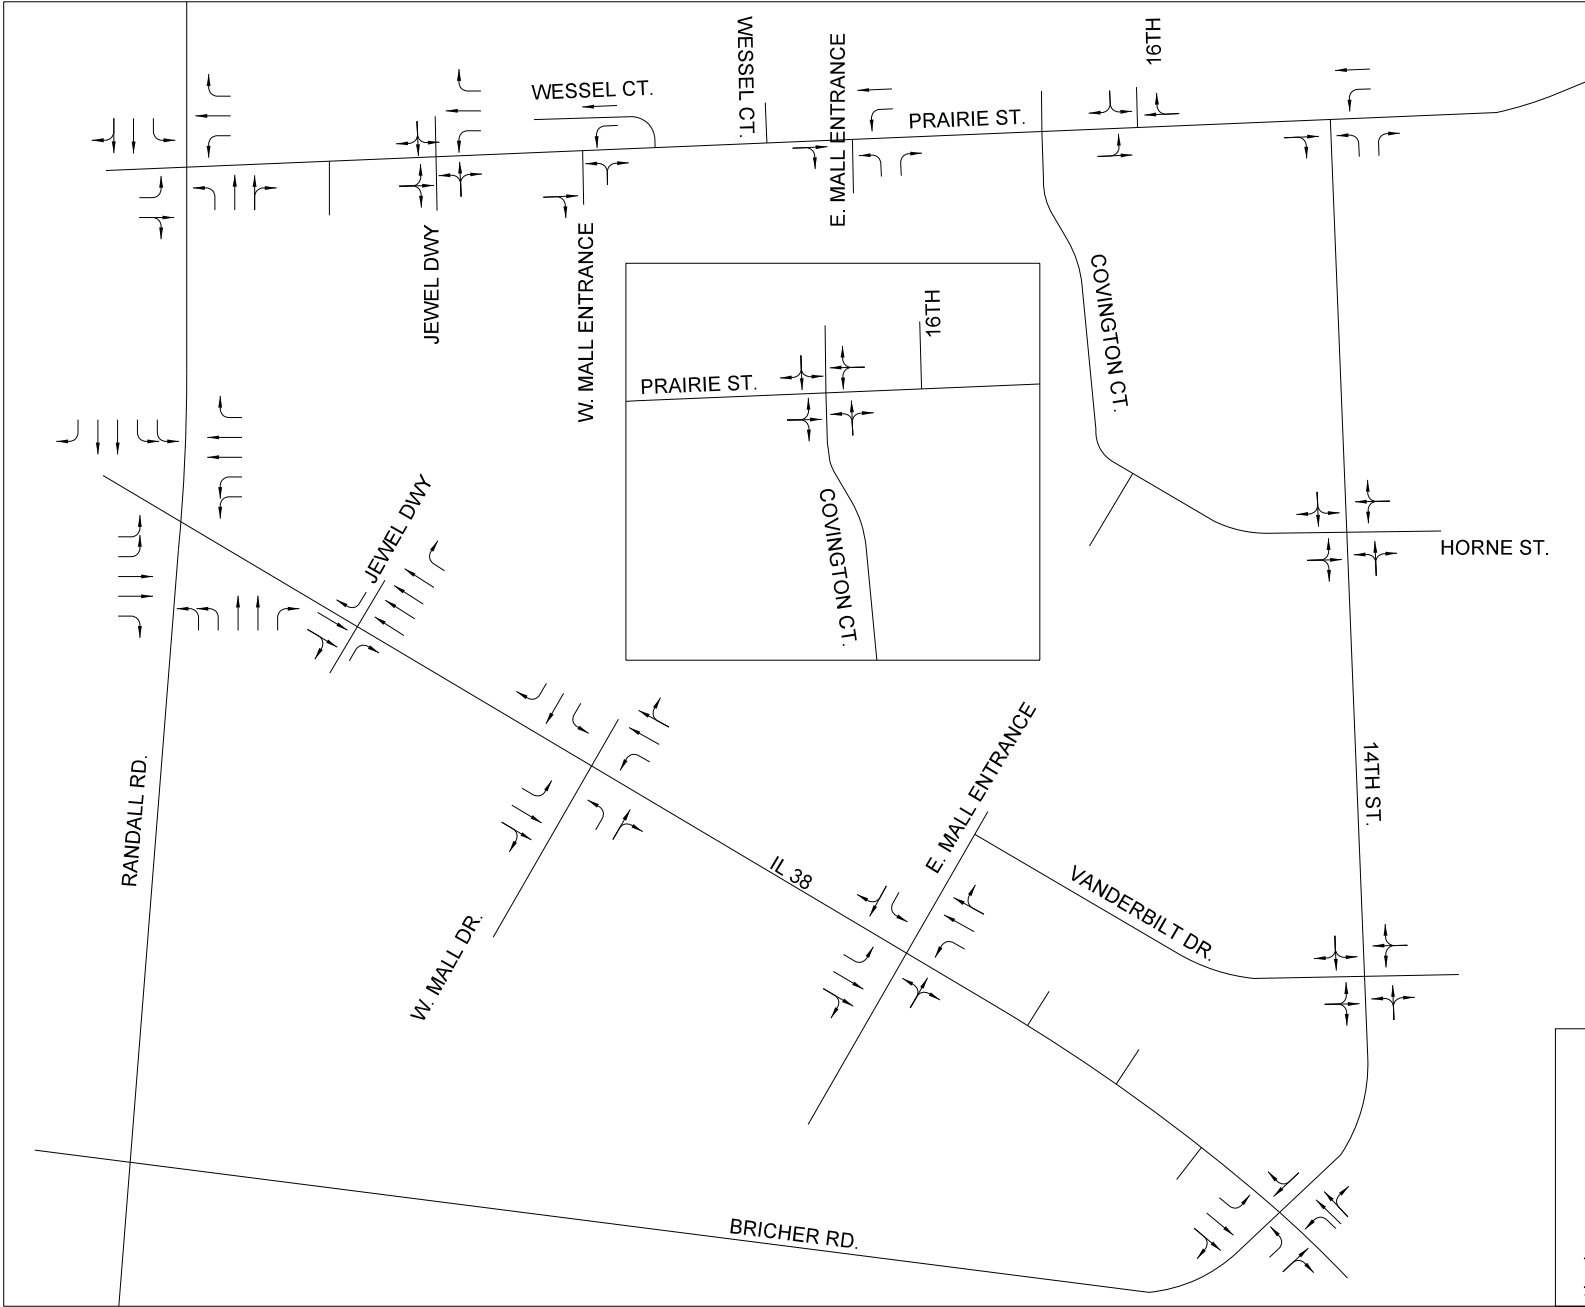 WESSEL CT.
WESSEL CT.
E. MALL ENTRANCE
PRAIRIE ST.
16TH
JEWEL DWY
W. MALL ENTRANCE
COVINGTON CT.
PRAIRIE ST.
16TH
COVINGTON CT.
JEWEL DWY
HORNE ST.
RANDALL RD.
W. MALL DR.
IL 38
E. MALL ENTRANCE
VANDERBILT DR.
14TH ST.
BRICHER RD.